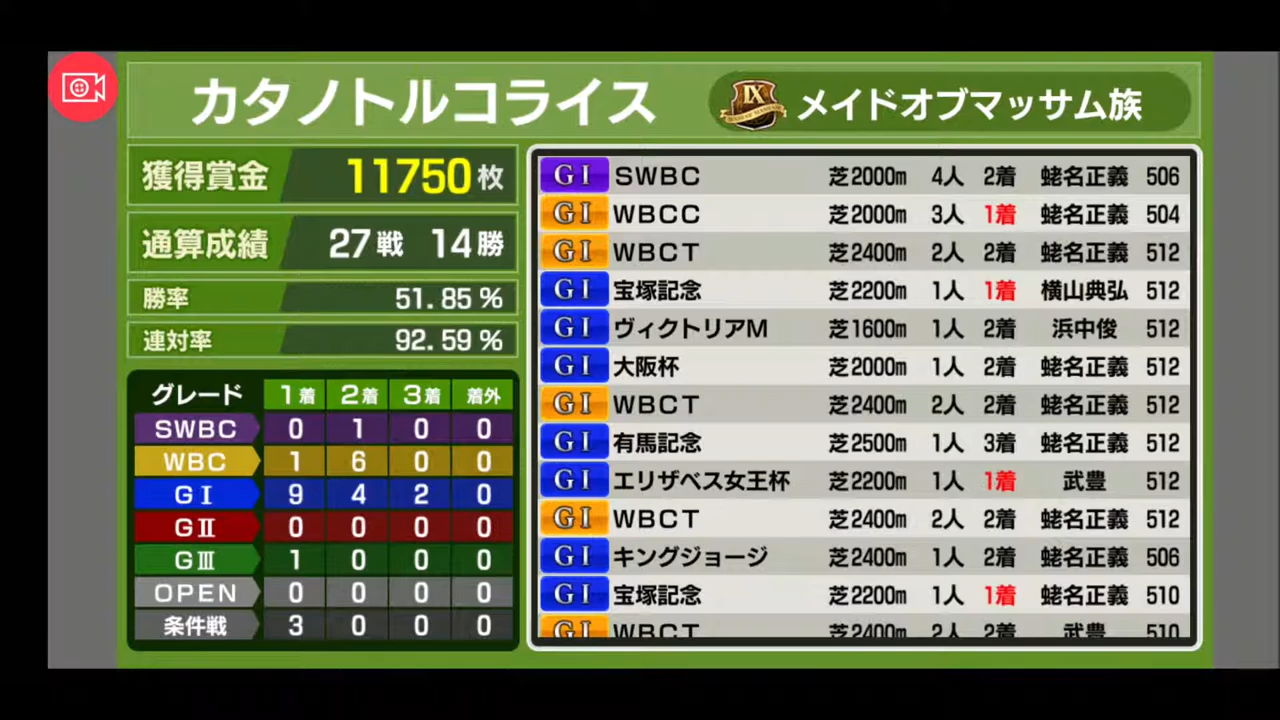 カタノトルコライス
IX
メイドオブマッサム族
獲得賞金 11750枚
通算成績 27戦 14勝
勝率 51.85%
連対率 92.59%
グレード 1着 2着 3着 着外
SWBC 0 1 0 0
WBC 1 6 0 0
GⅠ 9 4 2 0
GⅡ 0 0 0 0
GⅢ 1 0 0 0
OPEN 0 0 0 0
条件戦 3 0 0 0
GⅠ SWBC 芝2000m 4人 2着 蛯名正義 506
GⅠ WBCC 芝2000m 3人 1着 蛯名正義 504
GⅠ WBCT 芝2400m 2人 2着 蛯名正義 512
GⅠ 宝塚記念 芝2200m 1人 1着 横山典弘 512
GⅠ ヴィクトリアM 芝1600m 1人 2着 浜中俊 512
GⅠ 大阪杯 芝2000m 1人 2着 蛯名正義 512
GⅠ WBCT 芝2400m 2人 2着 蛯名正義 512
GⅠ 有馬記念 芝2500m 1人 3着 蛯名正義 512
GⅠ エリザベス女王杯 芝2200m 1人 1着 武豊 512
GⅠ WBCT 芝2400m 2人 2着 蛯名正義 512
GⅠ キングジョージ 芝2400m 1人 2着 蛯名正義 506
GⅠ 宝塚記念 芝2200m 1人 1着 蛯名正義 510
GⅠ WBCT 芝2400m 2人 2着 武豊 510